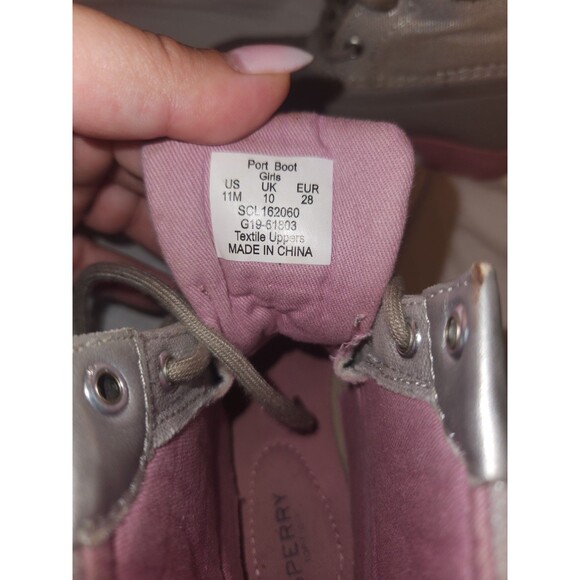 Port Boot
Girls
US UK EUR
11M 10 28
SCL162060
G19-61803
Textile Uppers
MADE IN CHINA
SPERRY